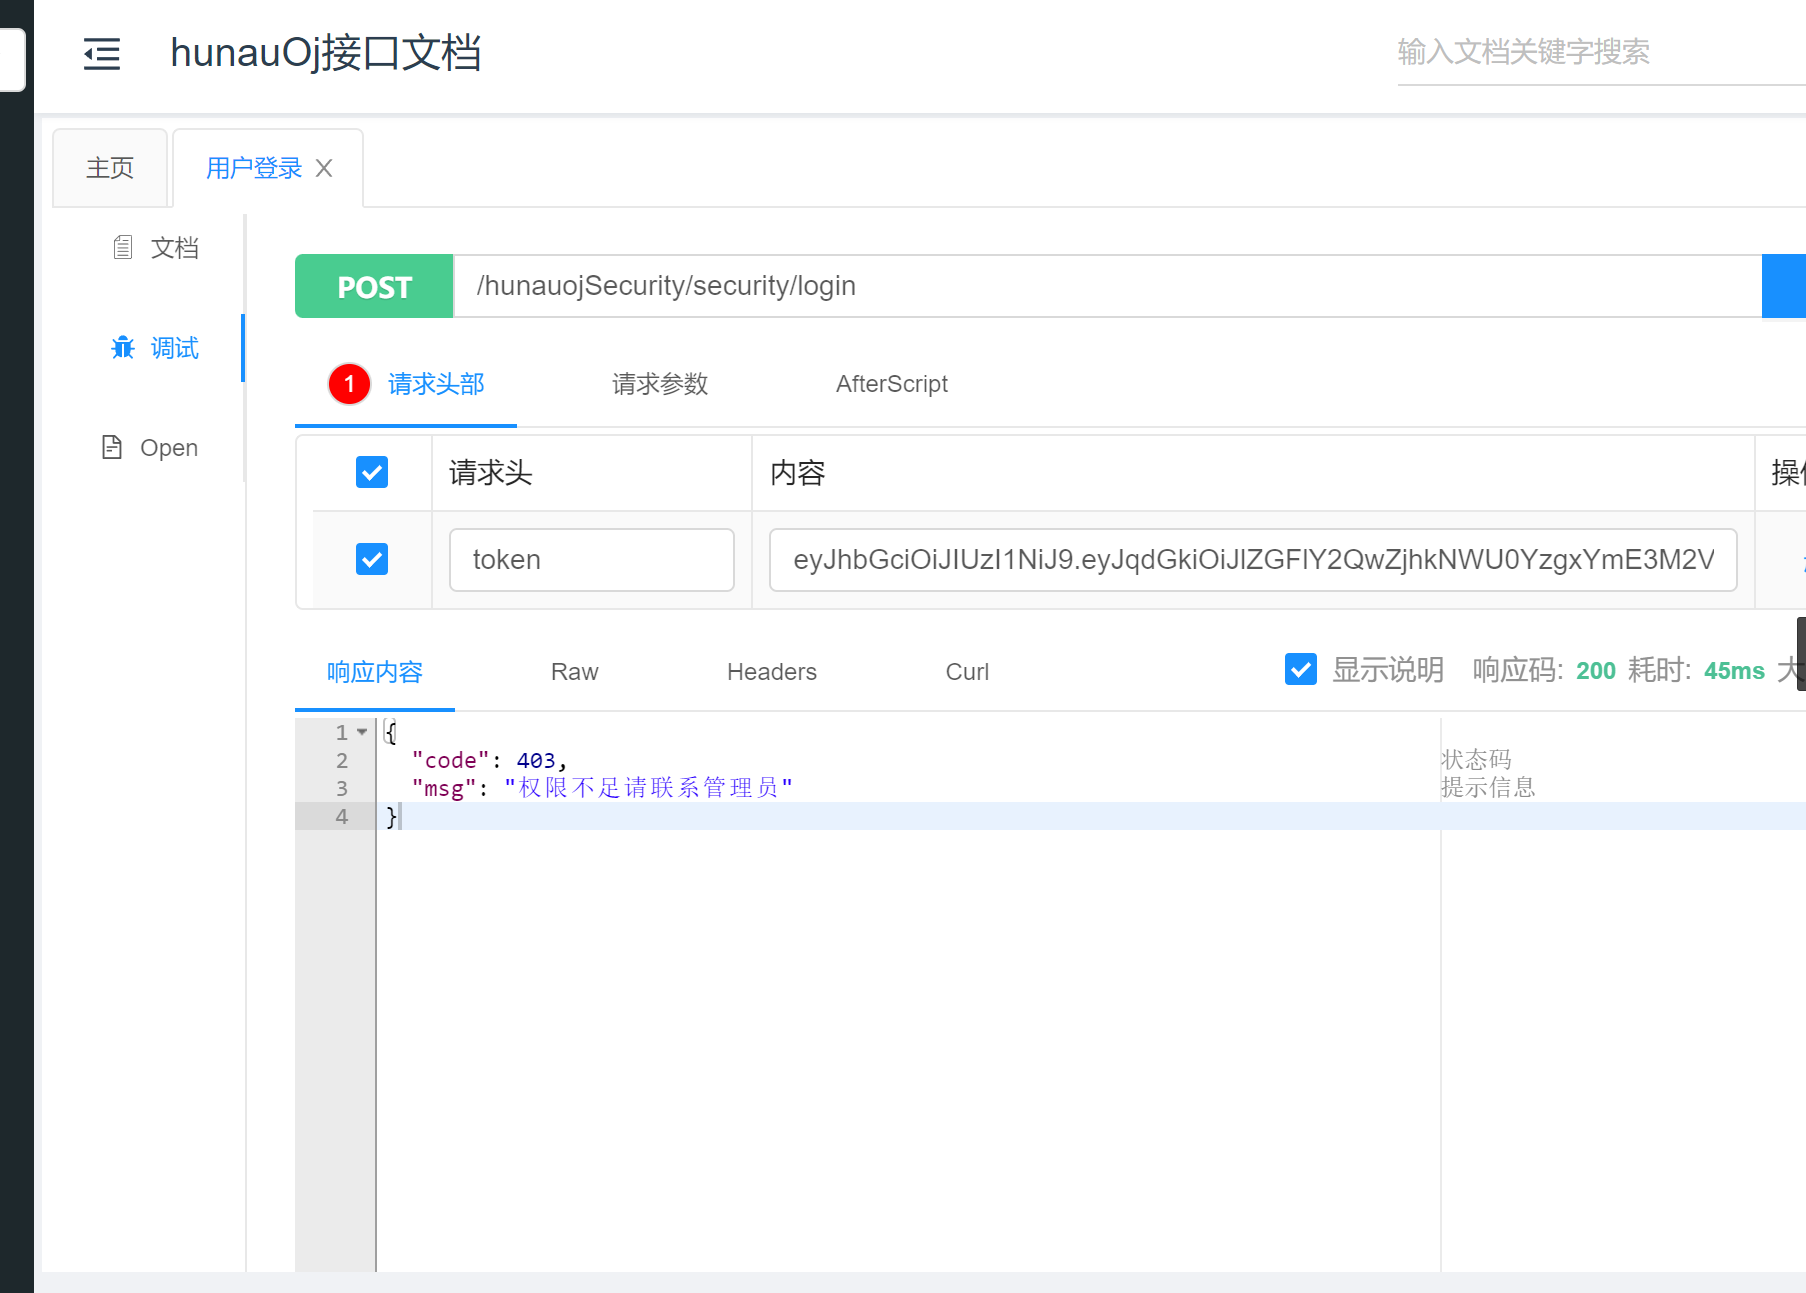 hunauOj接口文档
输入文档关键字搜索
主页
用户登录 X
文档
调试
Open
POST /hunauojSecurity/security/login
1 请求头部 请求参数 AfterScript
请求头 内容
token eyJhbGciOiJIUzI1NiJ9.eyJqdGkiOiJlZGFlY2QwZjhkNWU0YzgxYmE3M2V
响应内容 Raw Headers Curl
显示说明 响应码: 200 耗时: 45ms 大
1 {
2 "code": 403, 状态码
3 "msg": "权限不足请联系管理员" 提示信息
4 }